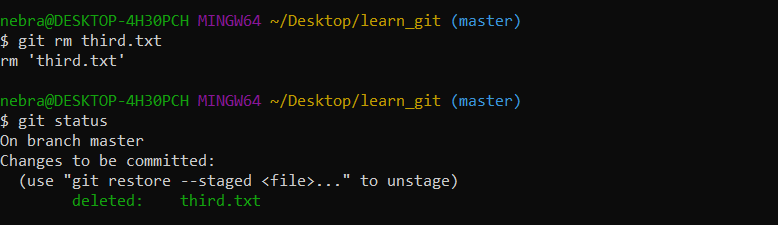 nebra@DESKTOP-4H30PCH MINGW64 ~/Desktop/learn_git (master)
$ git rm third.txt
rm 'third.txt'
nebra@DESKTOP-4H30PCH MINGW64 ~/Desktop/learn_git (master)
$ git status
On branch master
Changes to be committed:
  (use "git restore --staged <file>..." to unstage)
        deleted:    third.txt